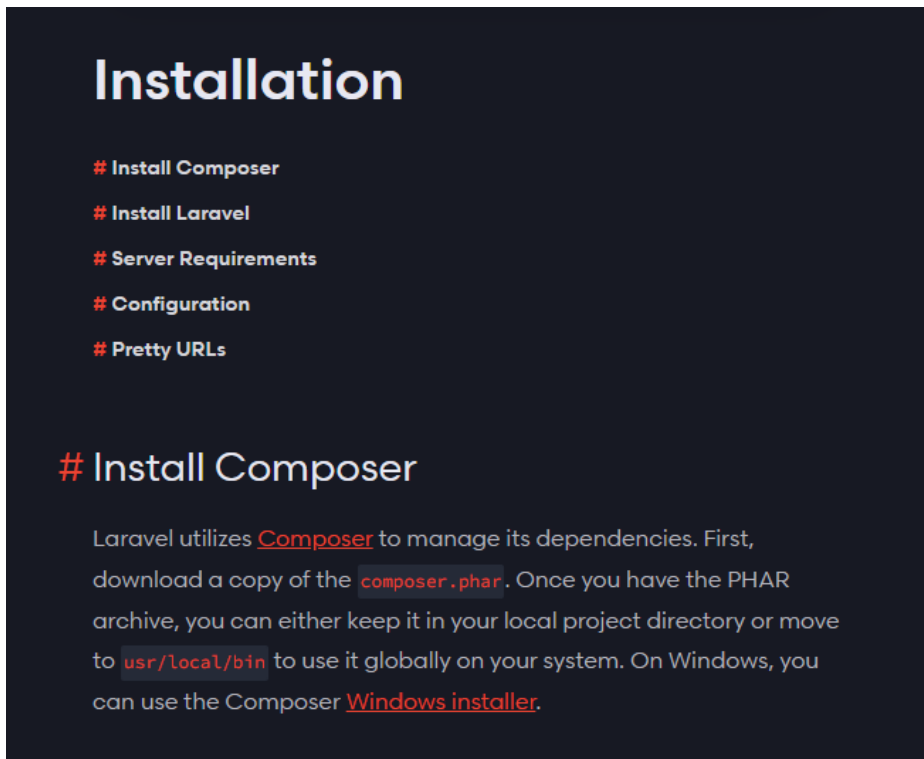 Installation
# Install Composer
# Install Laravel
# Server Requirements
# Configuration
# Pretty URLs
# Install Composer
Laravel utilizes Composer to manage its dependencies. First,
download a copy of the composer.phar. Once you have the PHAR
archive, you can either keep it in your local project directory or move
to usr/local/bin to use it globally on your system. On Windows, you
can use the Composer Windows installer.